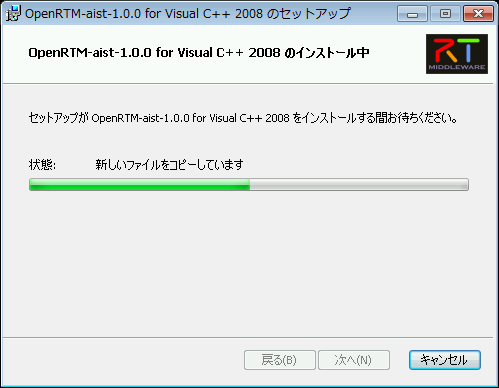 OpenRTM-aist-1.0.0 for Visual C++ 2008 のセットアップ
OpenRTM-aist-1.0.0 for Visual C++ 2008 のインストール中
RT
MIDDLEWARE
セットアップが OpenRTM-aist-1.0.0 for Visual C++ 2008 をインストールする間お待ちください。
状態: 新しいファイルをコピーしています
戻る(B) 次へ(N) キャンセル